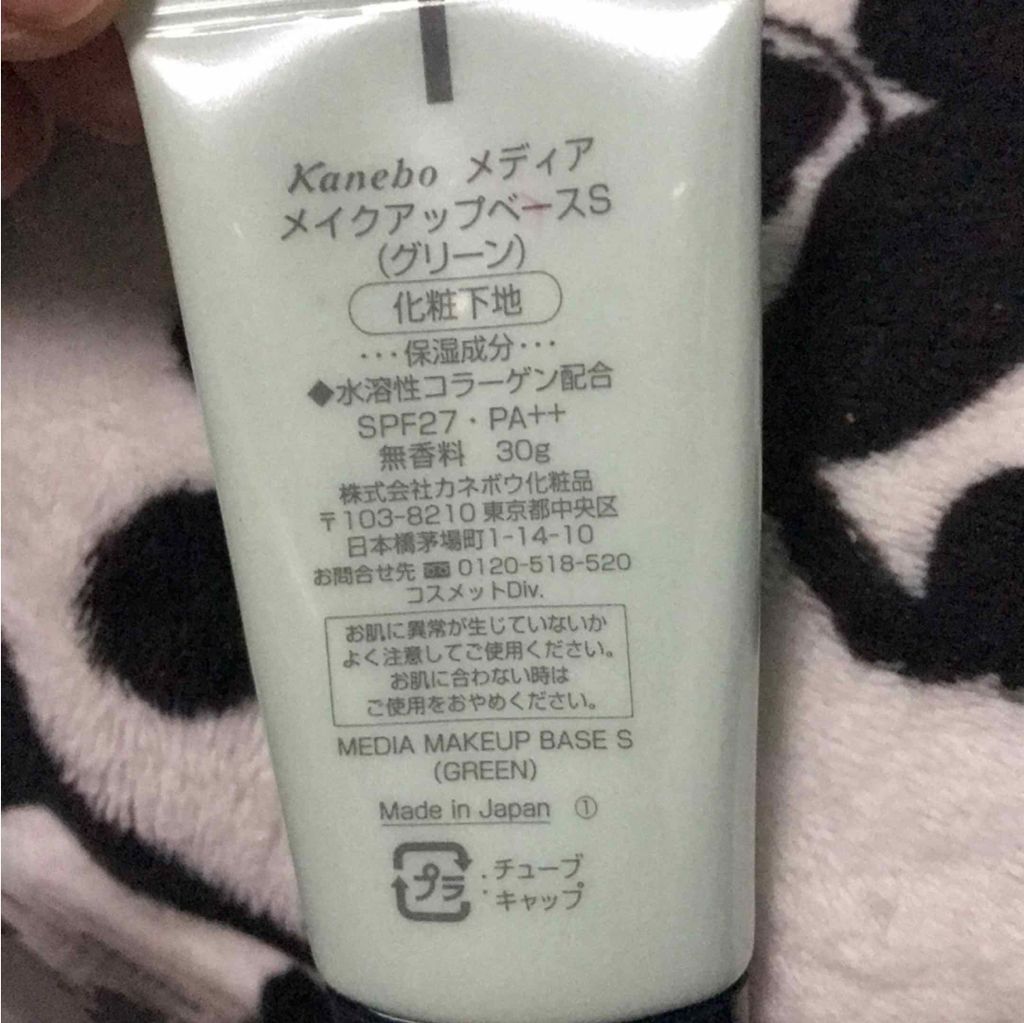 Kanebo メディア
メイクアップベースS
(グリーン)
化粧下地
･･･保湿成分･･･
◆水溶性コラーゲン配合
SPF27・PA++
無香料 30g
株式会社カネボウ化粧品
〒103-8210 東京都中央区
日本橋茅場町1-14-10
お問合せ先 0120-518-520
コスメットDiv.
お肌に異常が生じていないか
よく注意してご使用ください。
お肌に合わない時は
ご使用をおやめください。
MEDIA MAKEUP BASE S
(GREEN)
Made in Japan ①
プラ
・チューブ
・キャップ